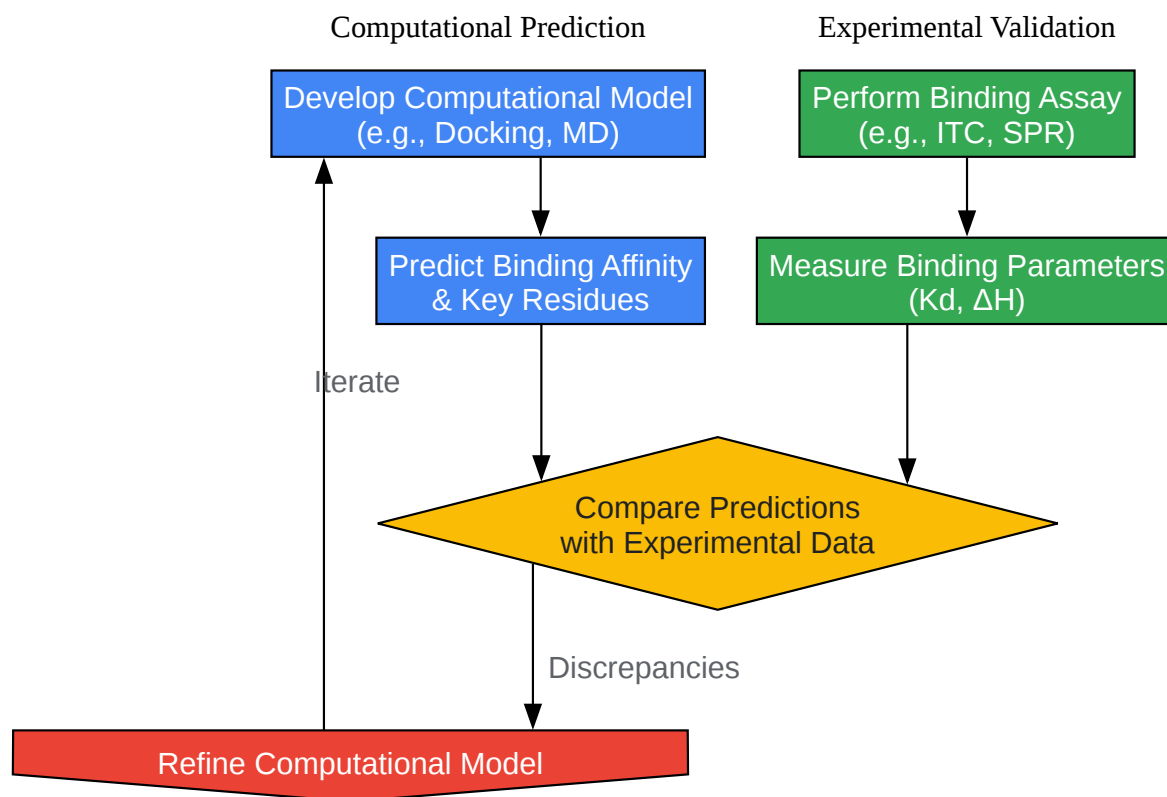 Computational Prediction
Experimental Validation
Develop Computational Model
(e.g., Docking, MD)
Perform Binding Assay
(e.g., ITC, SPR)
Predict Binding Affinity
& Key Residues
Measure Binding Parameters
(Kd, ΔH)
Iterate
Compare Predictions
with Experimental Data
Discrepancies
Refine Computational Model